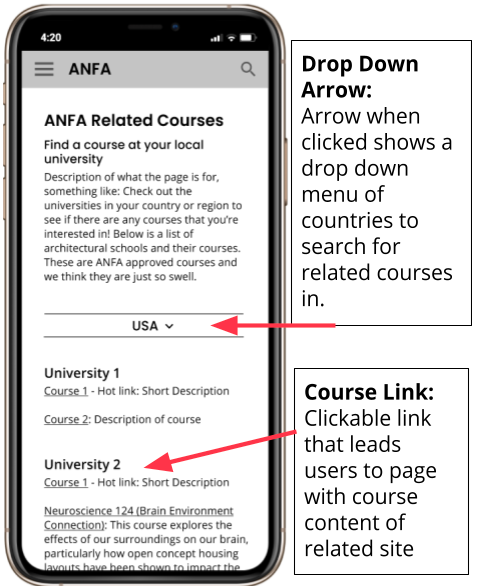 4:20
ANFA
ANFA Related Courses
Find a course at your local
university
Description of what the page is for,
something like: Check out the
universities in your country or region to
see if there are any courses that you're
interested in! Below is a list of
architectural schools and their courses.
These are ANFA approved courses and
we think they are just so swell.
USA
University 1
Course 1 - Hot link: Short Description
Course 2: Description of course
University 2
Course 1 - Hot link: Short Description
Neuroscience 124 (Brain Environment
Connection): This course explores the
effects of our surroundings on our brain,
particularly how open concept housing
layouts have been shown to impact the
Drop Down
Arrow:
Arrow when
clicked shows a
drop down
menu of
countries to
search for
related courses
in.
Course Link:
Clickable link
that leads
users to page
with course
content of
related site